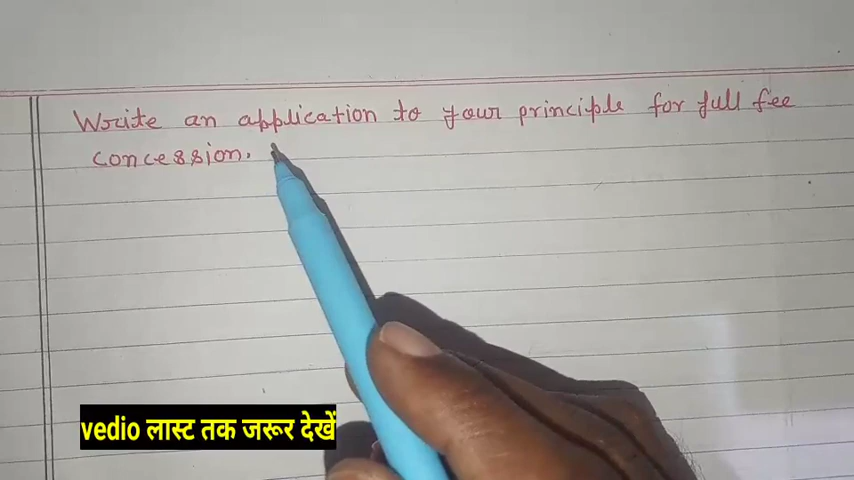 Write an application to your principle for full fee
concession.
vedio लास्ट तक जरूर देखें